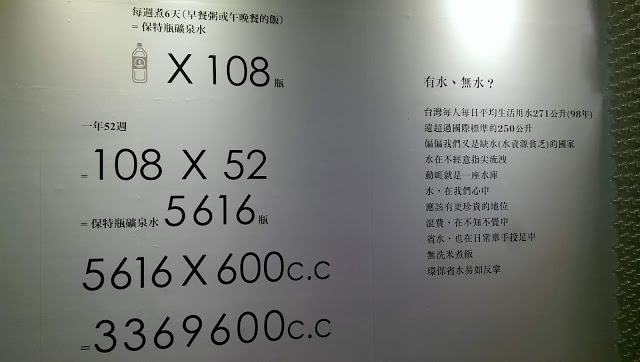 每週煮6天(早餐粥或午晚餐的飯)
= 保特瓶礦泉水
X 108瓶
一年52週
=108 X 52
= 保特瓶礦泉水 5616瓶
5616 X 600c.c
=3369600c.c
有水、無水？
台灣每人每日平均生活用水271公升(98年)
遠超過國際標準的250公升
偏偏我們又是缺水(水資源貧乏)的國家
水在不經意指尖流洩
動輒就是一座水庫
水，在我們心中
應該有更珍貴的地位
浪費，在不知不覺中
省水，也在日常舉手投足中
無洗米煮飯
環保省水易如反掌